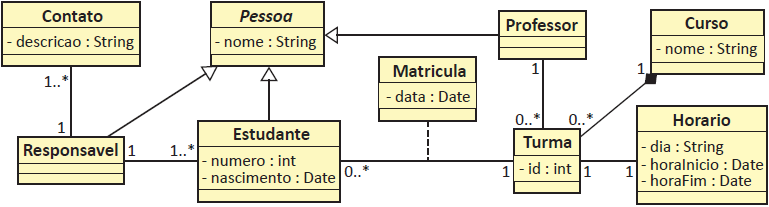 Contato
- descricao : String
Pessoa
- nome : String
Professor
Curso
- nome : String
Matricula
- data : Date
1..*
1
1
1
0..*
0..*
Responsavel
1
1..*
Estudante
- numero : int
- nascimento : Date
0..*
1
Turma
- id : int
1
1
Horario
- dia : String
- horaInicio : Date
- horaFim : Date